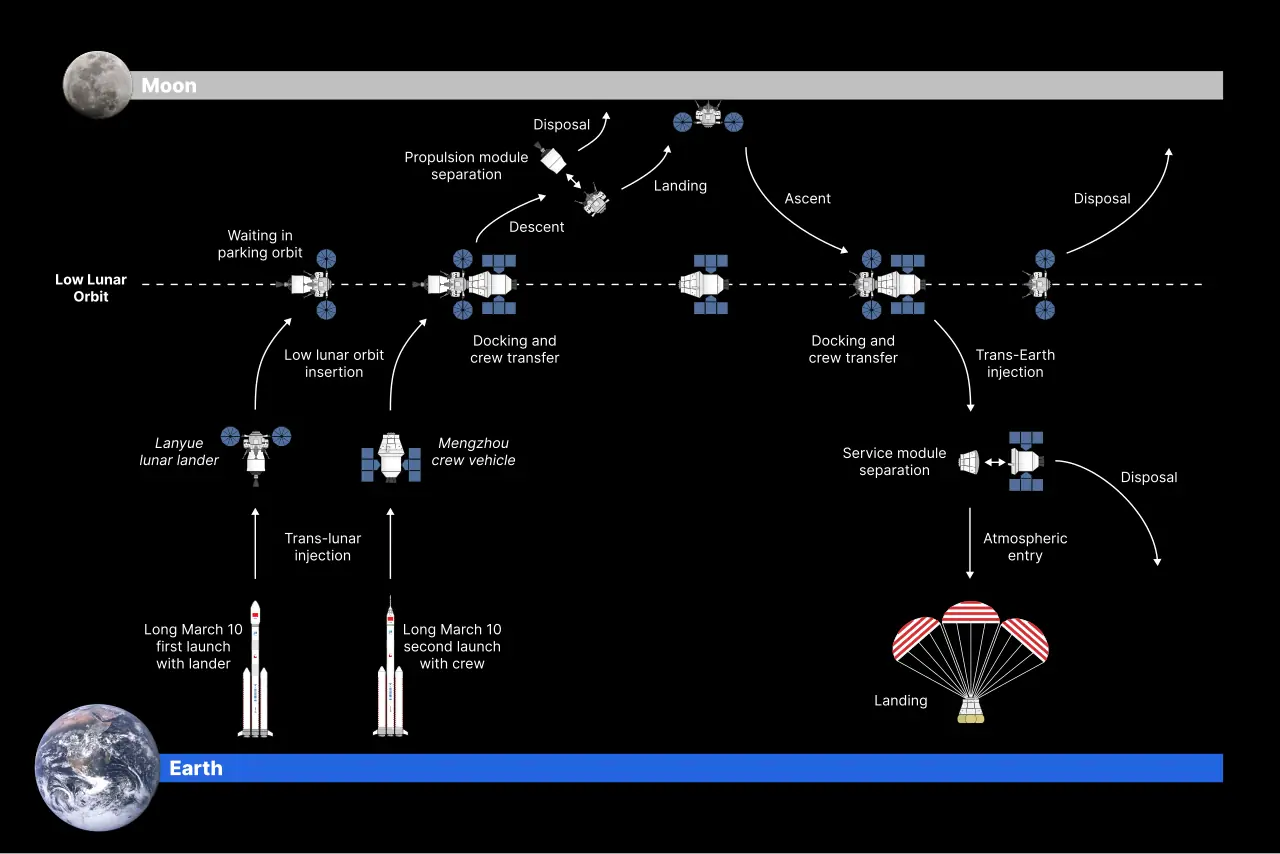 Moon
Disposal
Propulsion module
separation
Landing
Ascent
Disposal
Descent
Waiting in
parking orbit
Low Lunar
Orbit
Low lunar orbit
insertion
Docking and
crew transfer
Docking and
crew transfer
Trans-Earth
injection
Lanyue
lunar lander
Mengzhou
crew vehicle
Service module
separation
Disposal
Trans-lunar
injection
Atmospheric
entry
Long March 10
first launch
with lander
Long March 10
second launch
with crew
Landing
Earth